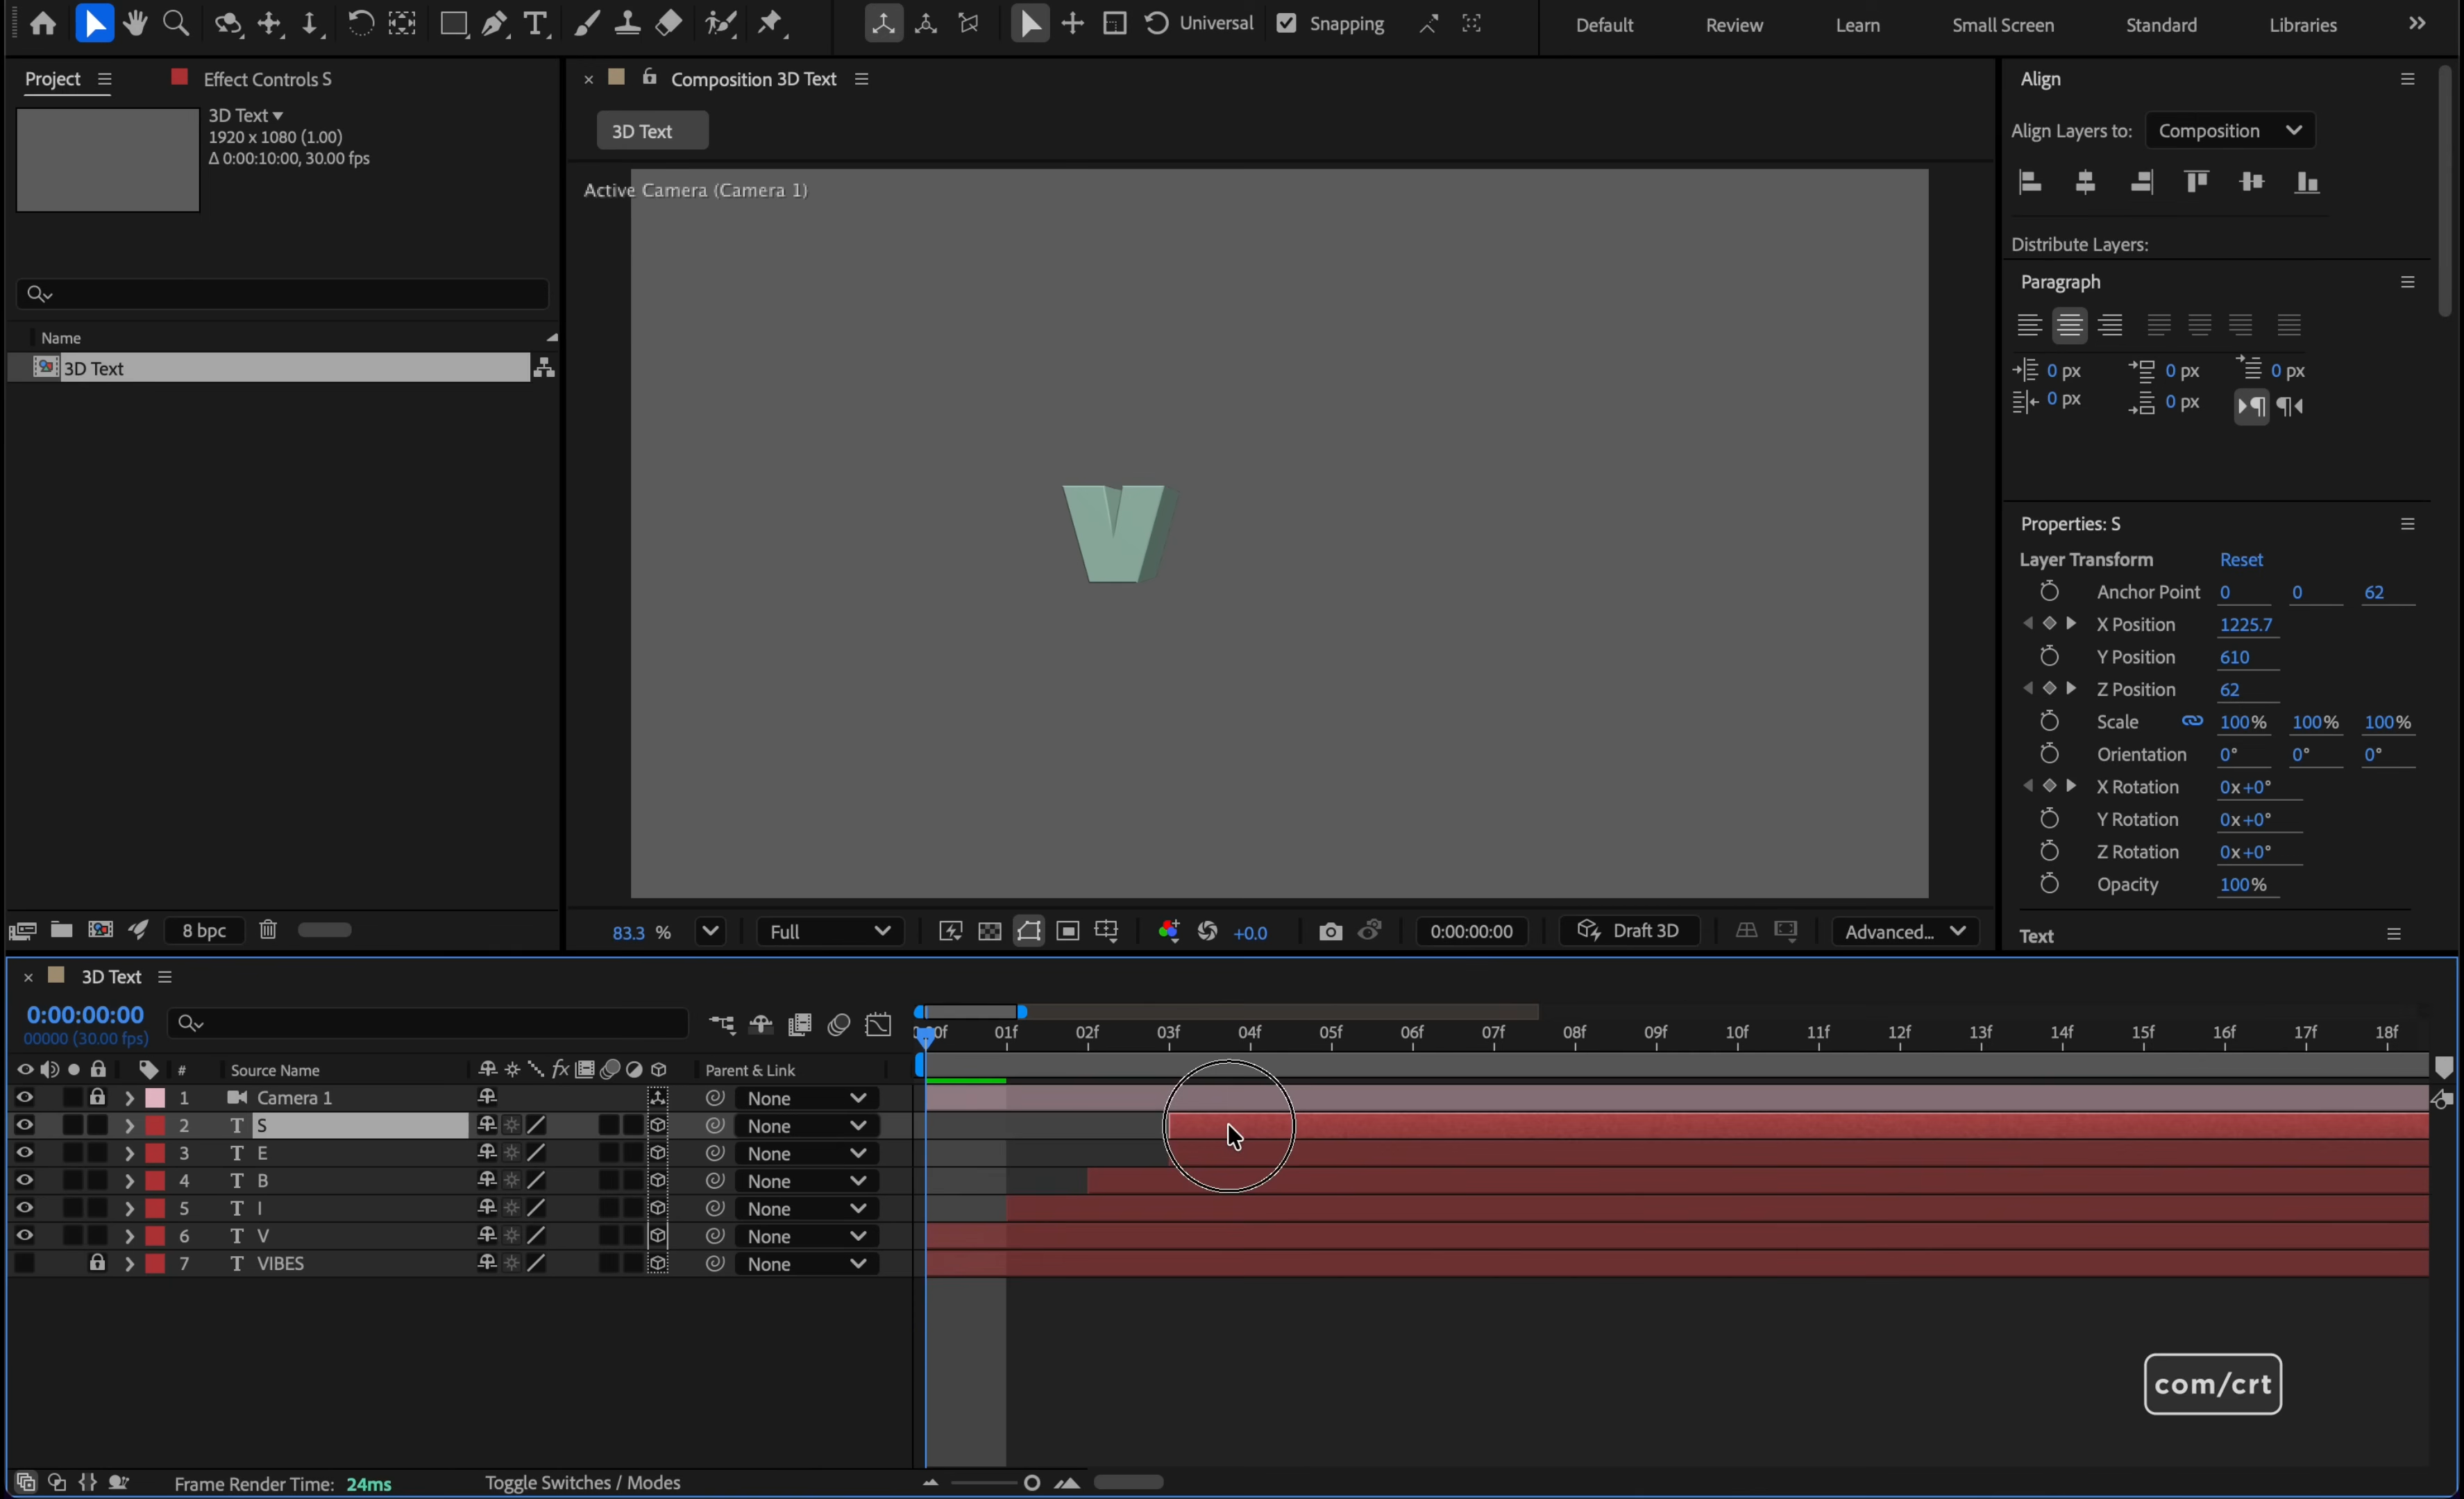 Universal
Snapping
Default
Review
Learn
Small Screen
Standard
Libraries
Project
Effect Controls S
3D Text
1920 x 1080 (1.00)
Δ 0:00:10:00, 30.00 fps
Name
3D Text
8 bpc
Composition 3D Text
3D Text
Active Camera (Camera 1)
V
83.3 %
Full
+0.0
0:00:00:00
Draft 3D
Advanced...
Align
Align Layers to: Composition
Distribute Layers:
Paragraph
0 px 0 px 0 px
0 px 0 px
Properties: S
Layer Transform Reset
Anchor Point 0 0 62
X Position 1225.7
Y Position 610
Z Position 62
Scale 100% 100% 100%
Orientation 0° 0° 0°
X Rotation 0x+0°
Y Rotation 0x+0°
Z Rotation 0x+0°
Opacity 100%
Text
3D Text
0:00:00:00
00000 (30.00 fps)
01f 02f 03f 04f 05f 06f 07f 08f 09f 10f 11f 12f 13f 14f 15f 16f 17f 18f
# Source Name fx Parent & Link
1 Camera 1 None
2 T S None
3 T E None
4 T B None
5 T I None
6 T V None
7 T VIBES None
com/crt
Frame Render Time: 24ms
Toggle Switches / Modes